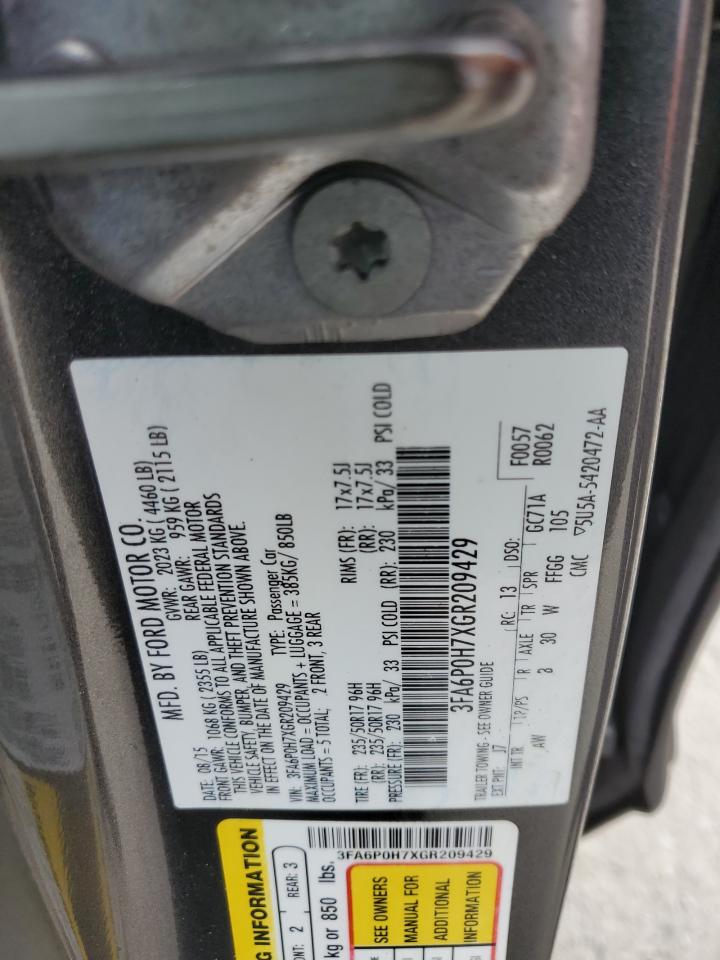 MFD. BY FORD MOTOR CO.
DATE: 08/15 GVWR: 2023 KG ( 4460 LB)
FRONT GAWR: 1068 KG ( 2355 LB) REAR GAWR: 959 KG ( 2115 LB)
THIS VEHICLE CONFORMS TO ALL APPLICABLE FEDERAL MOTOR
VEHICLE SAFETY, BUMPER, AND THEFT PREVENTION STANDARDS
IN EFFECT ON THE DATE OF MANUFACTURE SHOWN ABOVE.
VIN: 3FA6P0H7XGR209429 TYPE: Passenger Car
MAXIMUM LOAD = OCCUPANTS + LUGGAGE = 385KG/ 850LB
OCCUPANTS = 5 TOTAL: 2 FRONT, 3 REAR
TIRE (FR): 235/50R17 96H RIMS (FR): 17x7.5J
(RR): 235/50R17 96H (RR): 17x7.5J
PRESSURE (FR): 230 kPa/ 33 PSI COLD (RR): 230 kPa/ 33 PSI COLD
3FA6P0H7XGR209429
TRAILER TOWING - SEE OWNER GUIDE
F0057
R0062
EXT PNT: J7 RC: 13 DSO:
INT TR TP/PS R AXLE TR SPR GC71A
AW 3 30 W FFGG 105
CMC ▽5U5A-5420472-AA
G INFORMATION
ONT: 2 REAR: 3
kg or 850 lbs.
3FA6P0H7XGR209429
SEE OWNERS
MANUAL FOR
ADDITIONAL
INFORMATION